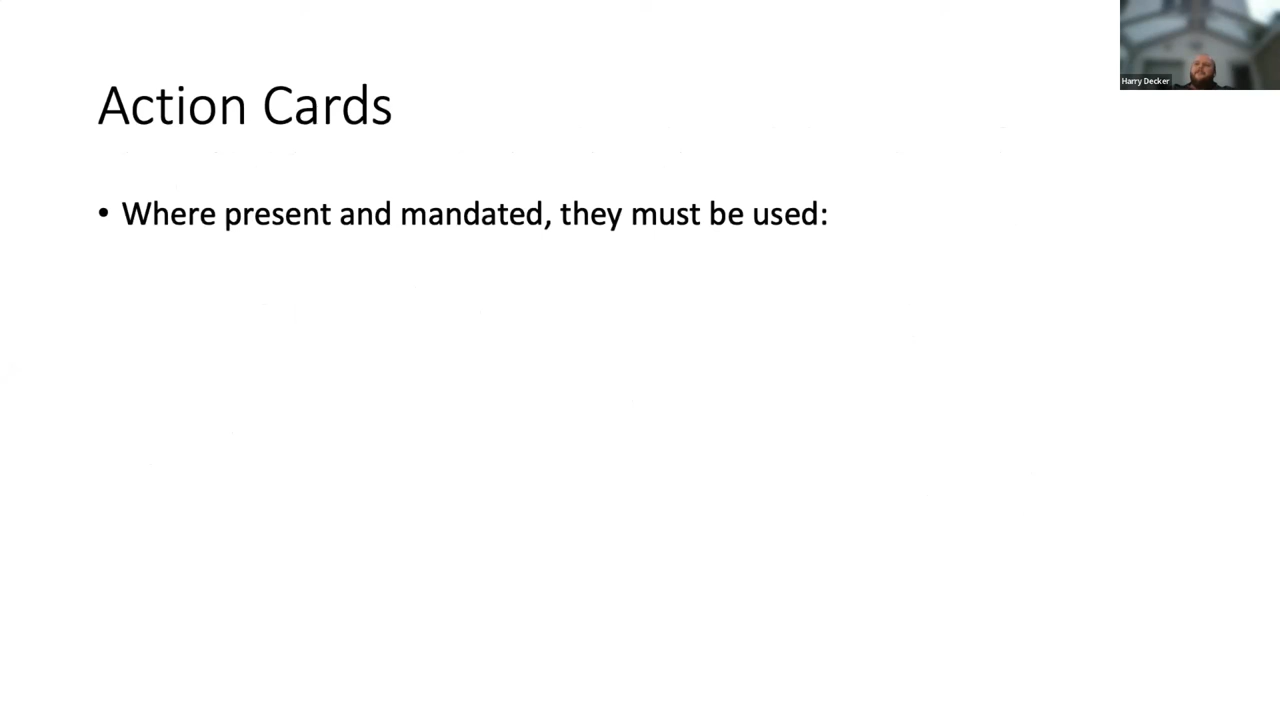 Action Cards
Harry Decker
• Where present and mandated, they must be used: